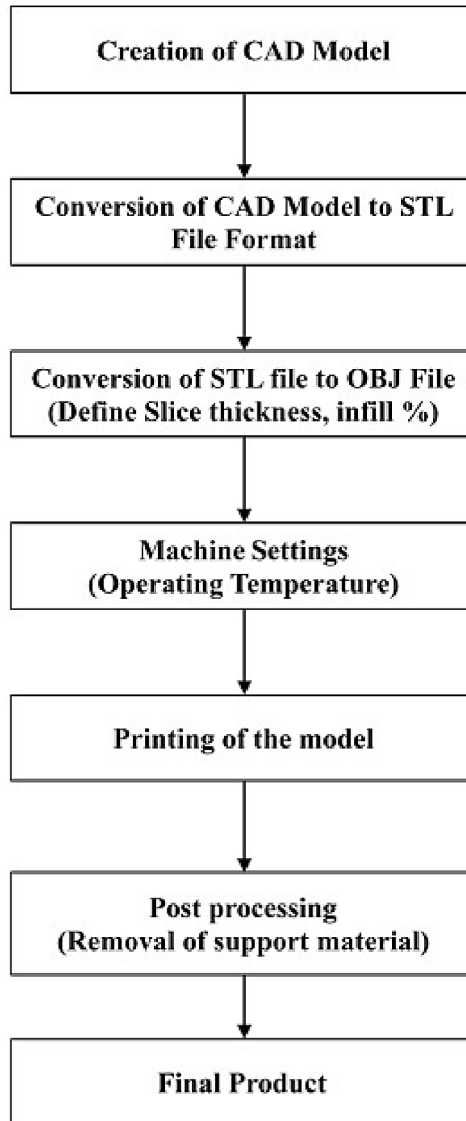 Creation of CAD Model
Conversion of CAD Model to STL
File Format
Conversion of STL file to OBJ File
(Define Slice thickness, infill %)
Machine Settings
(Operating Temperature)
Printing of the model
Post processing
(Removal of support material)
Final Product